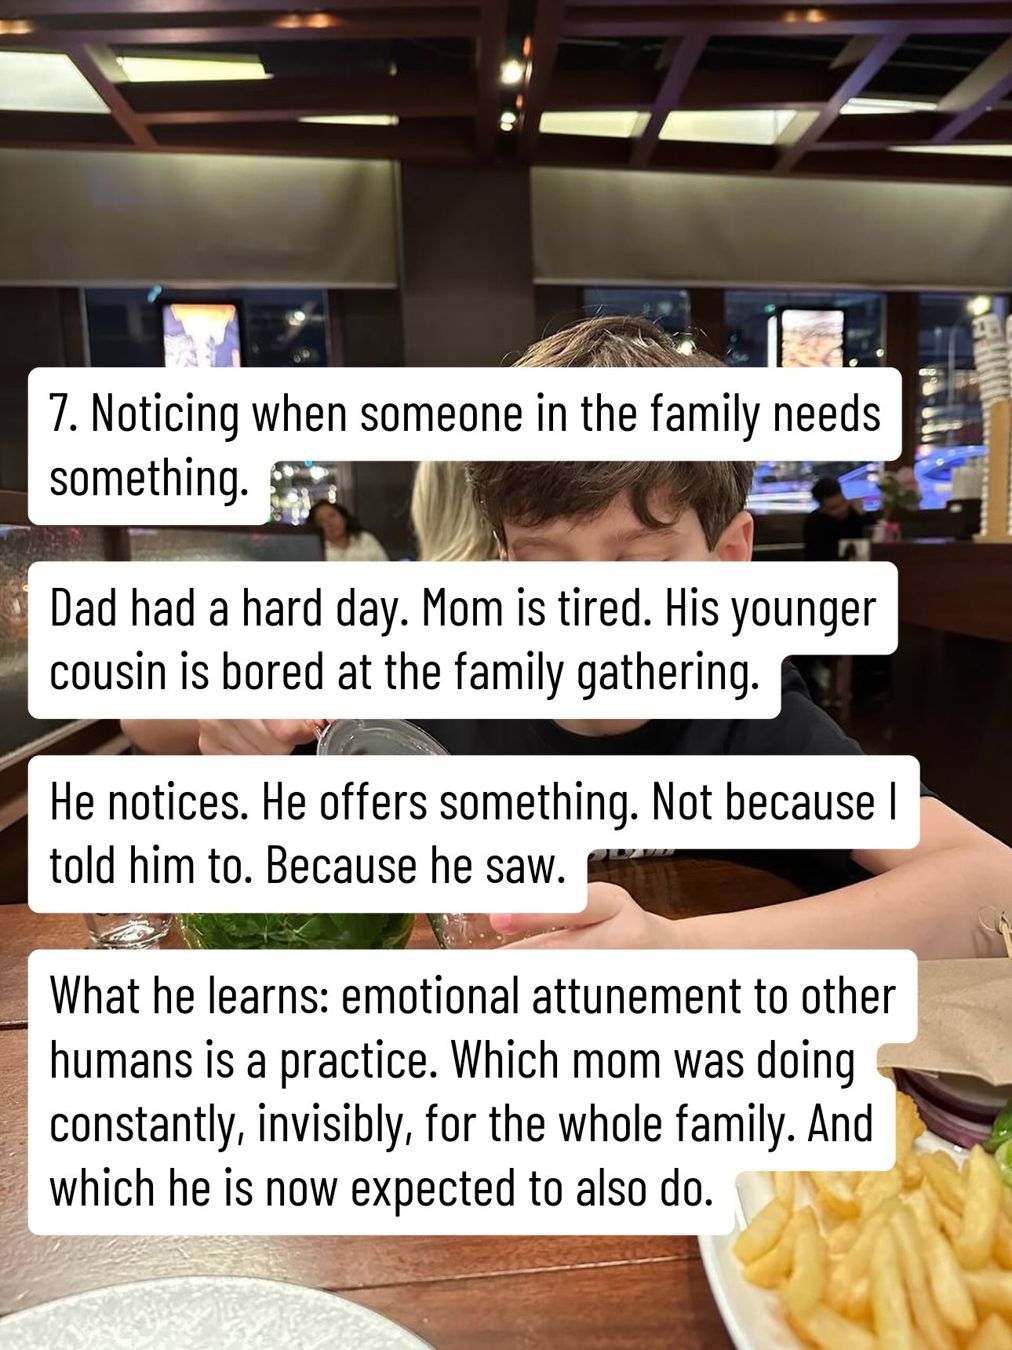 7. Noticing when someone in the family needs
something.
Dad had a hard day. Mom is tired. His younger
cousin is bored at the family gathering.
He notices. He offers something. Not because I
told him to. Because he saw.
What he learns: emotional attunement to other
humans is a practice. Which mom was doing
constantly, invisibly, for the whole family. And
which he is now expected to also do.